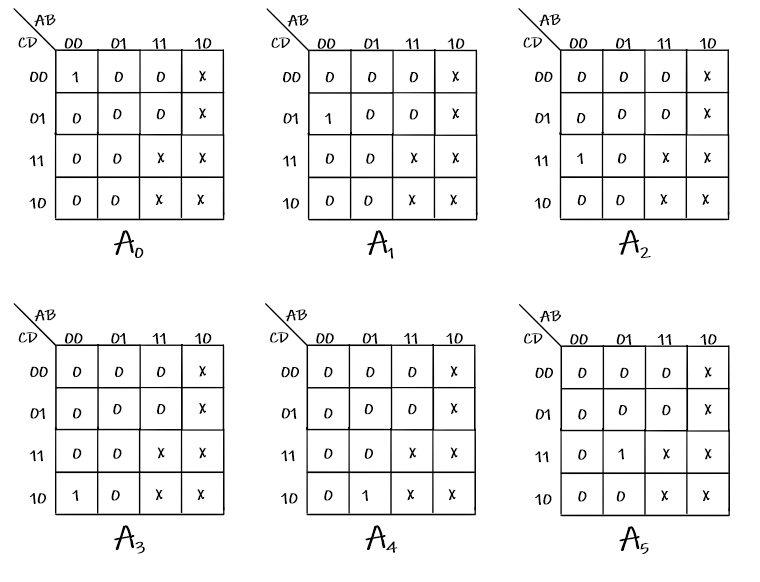 AB AB AB
CD 00 01 11 10 CD 00 01 11 10 CD 00 01 11 10
00 1 0 0 x 00 0 0 0 x 00 0 0 0 x
01 0 0 0 x 01 1 0 0 x 01 0 0 0 x
11 0 0 x x 11 0 0 x x 11 1 0 x x
10 0 0 x x 10 0 0 x x 10 0 0 x x
A0 A1 A2
AB AB AB
CD 00 01 11 10 CD 00 01 11 10 CD 00 01 11 10
00 0 0 0 x 00 0 0 0 x 00 0 0 0 x
01 0 0 0 x 01 0 0 0 x 01 0 0 0 x
11 0 0 x x 11 0 0 x x 11 0 1 x x
10 1 0 x x 10 0 1 x x 10 0 0 x x
A3 A4 A5